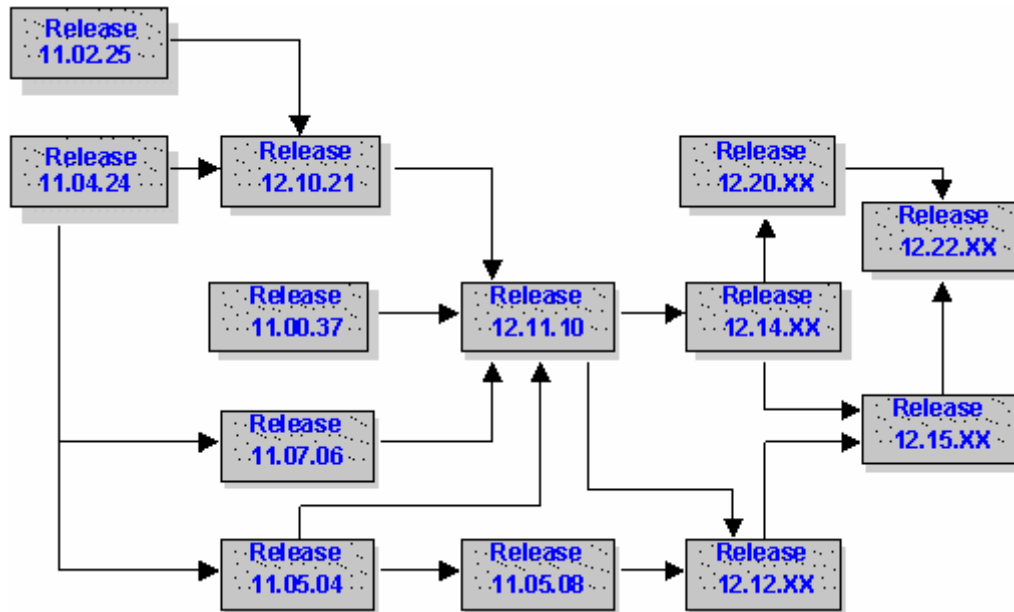 Release
11.02.25
Release
11.04.24
Release
12.10.21
Release
12.20.XX
Release
12.22.XX
Release
11.00.37
Release
12.11.10
Release
12.14.XX
Release
11.07.06
Release
12.15.XX
Release
11.05.04
Release
11.05.08
Release
12.12.XX